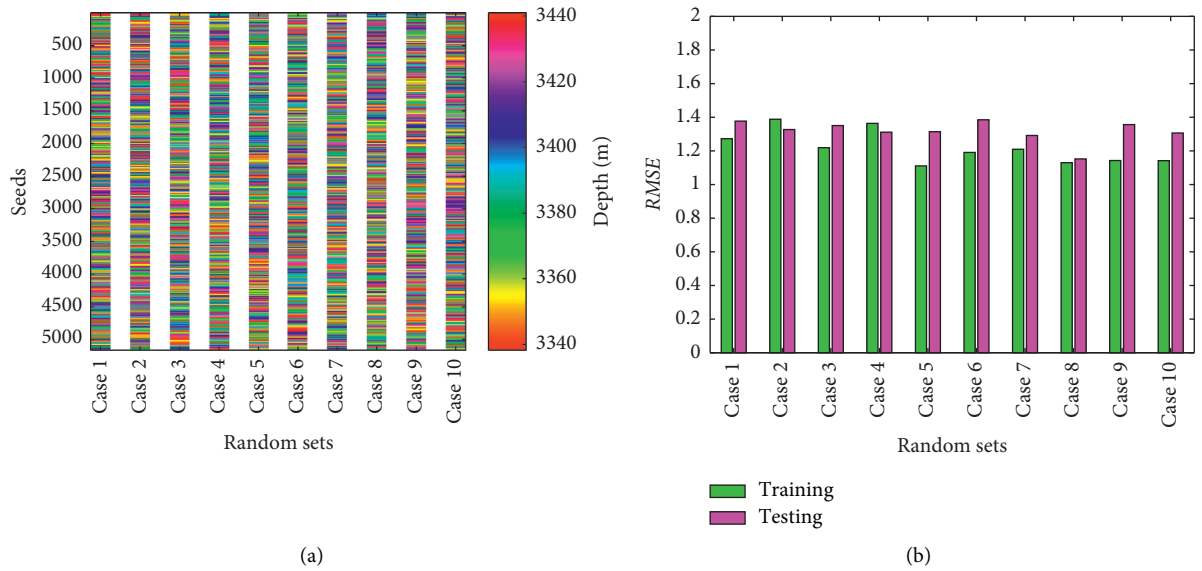 500
1000
1500
2000
2500
3000
3500
4000
4500
5000
Seeds
Case 1
Case 2
Case 3
Case 4
Case 5
Case 6
Case 7
Case 8
Case 9
Case 10
Random sets
3440
3420
3400
3380
3360
3340
Depth (m)
(a)
2
1.8
1.6
1.4
1.2
1
0.8
0.6
0.4
0.2
0
RMSE
Case 1
Case 2
Case 3
Case 4
Case 5
Case 6
Case 7
Case 8
Case 9
Case 10
Random sets
Training
Testing
(b)